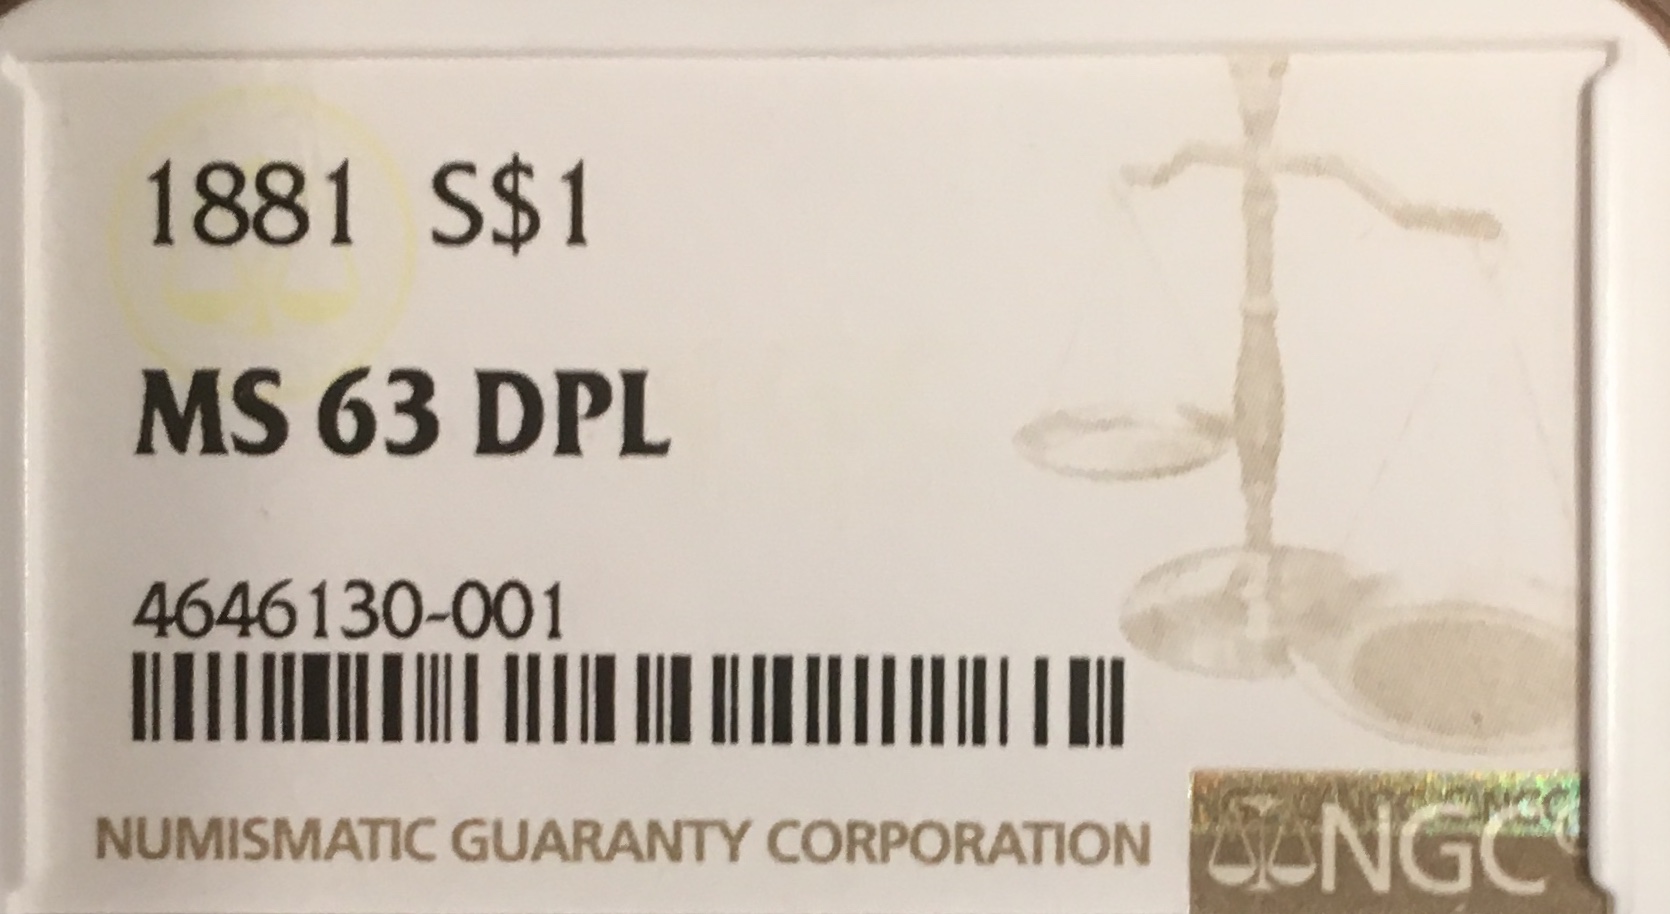 1881 S$1
MS 63 DPL
4646130-001
NUMISMATIC GUARANTY CORPORATION
NGC